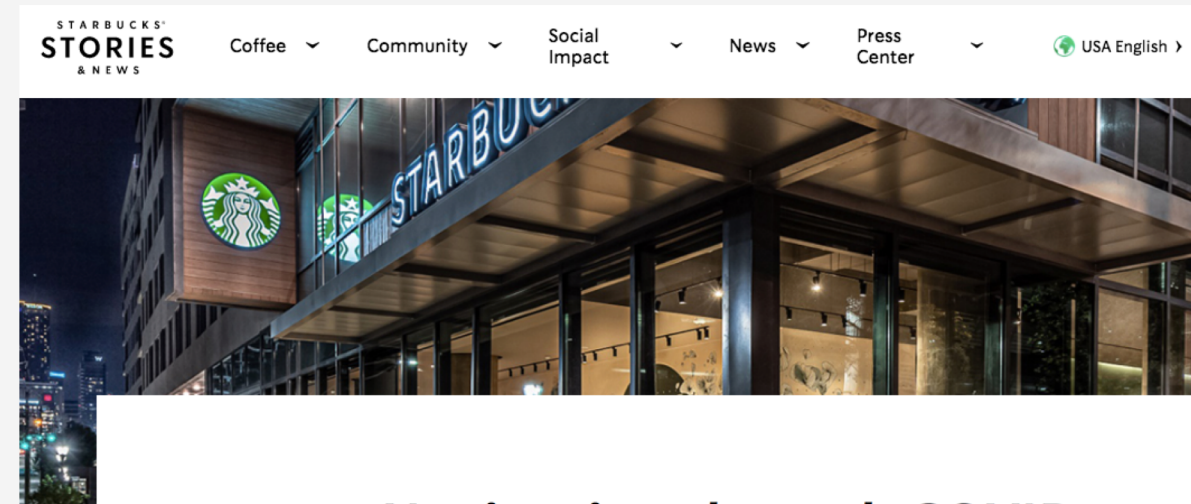 STARBUCKS®
STORIES
& NEWS
Coffee
Community
Social
Impact
News
Press
Center
USA English
STARBUC